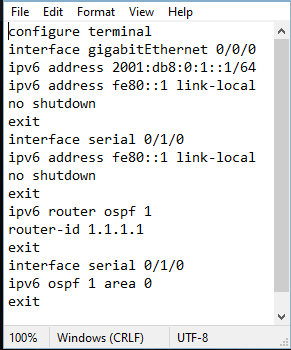 File Edit Format View Help
configure terminal
interface gigabitEthernet 0/0/0
ipv6 address 2001:db8:0:1::1/64
ipv6 address fe80::1 link-local
no shutdown
exit
interface serial 0/1/0
ipv6 address fe80::1 link-local
no shutdown
exit
ipv6 router ospf 1
router-id 1.1.1.1
exit
interface serial 0/1/0
ipv6 ospf 1 area 0
exit
100% Windows (CRLF) UTF-8